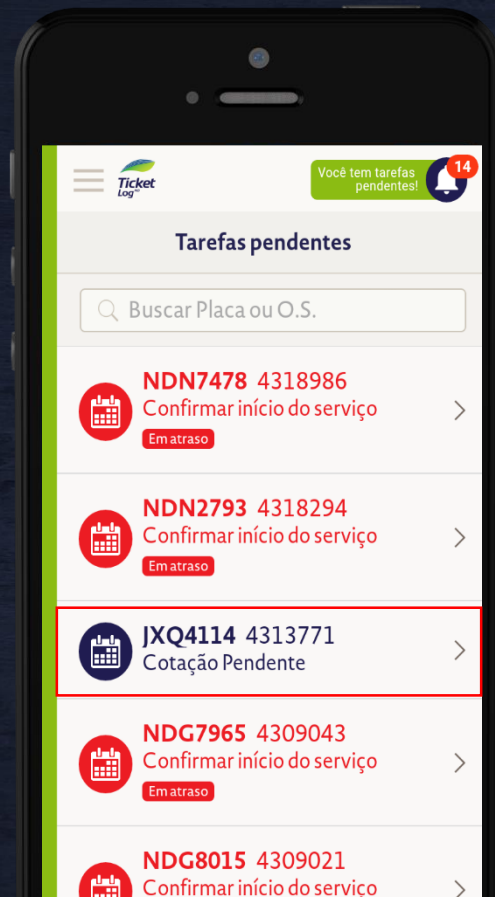 Ticket
Log
Você tem tarefas
pendentes!
14
Tarefas pendentes
Buscar Placa ou O.S.
NDN7478 4318986
Confirmar início do serviço
Em atraso
NDN2793 4318294
Confirmar início do serviço
Em atraso
JXQ4114 4313771
Cotação Pendente
NDG7965 4309043
Confirmar início do serviço
Em atraso
NDG8015 4309021
Confirmar início do serviço